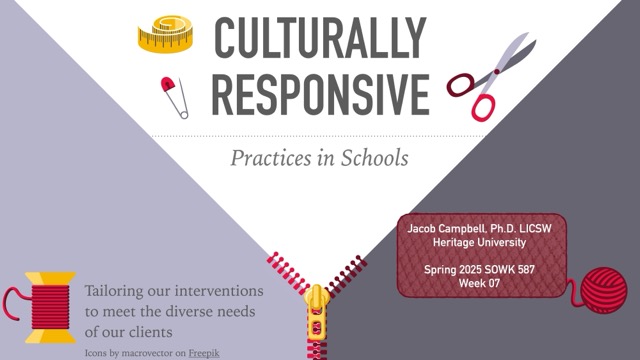 CULTURALLY
RESPONSIVE
Practices in Schools
Jacob Campbell, Ph.D. LICSW
Heritage University
Spring 2025 SOWK 587
Week 07
Tailoring our interventions
to meet the diverse needs
of our clients
Icons by macrovector on Freepik